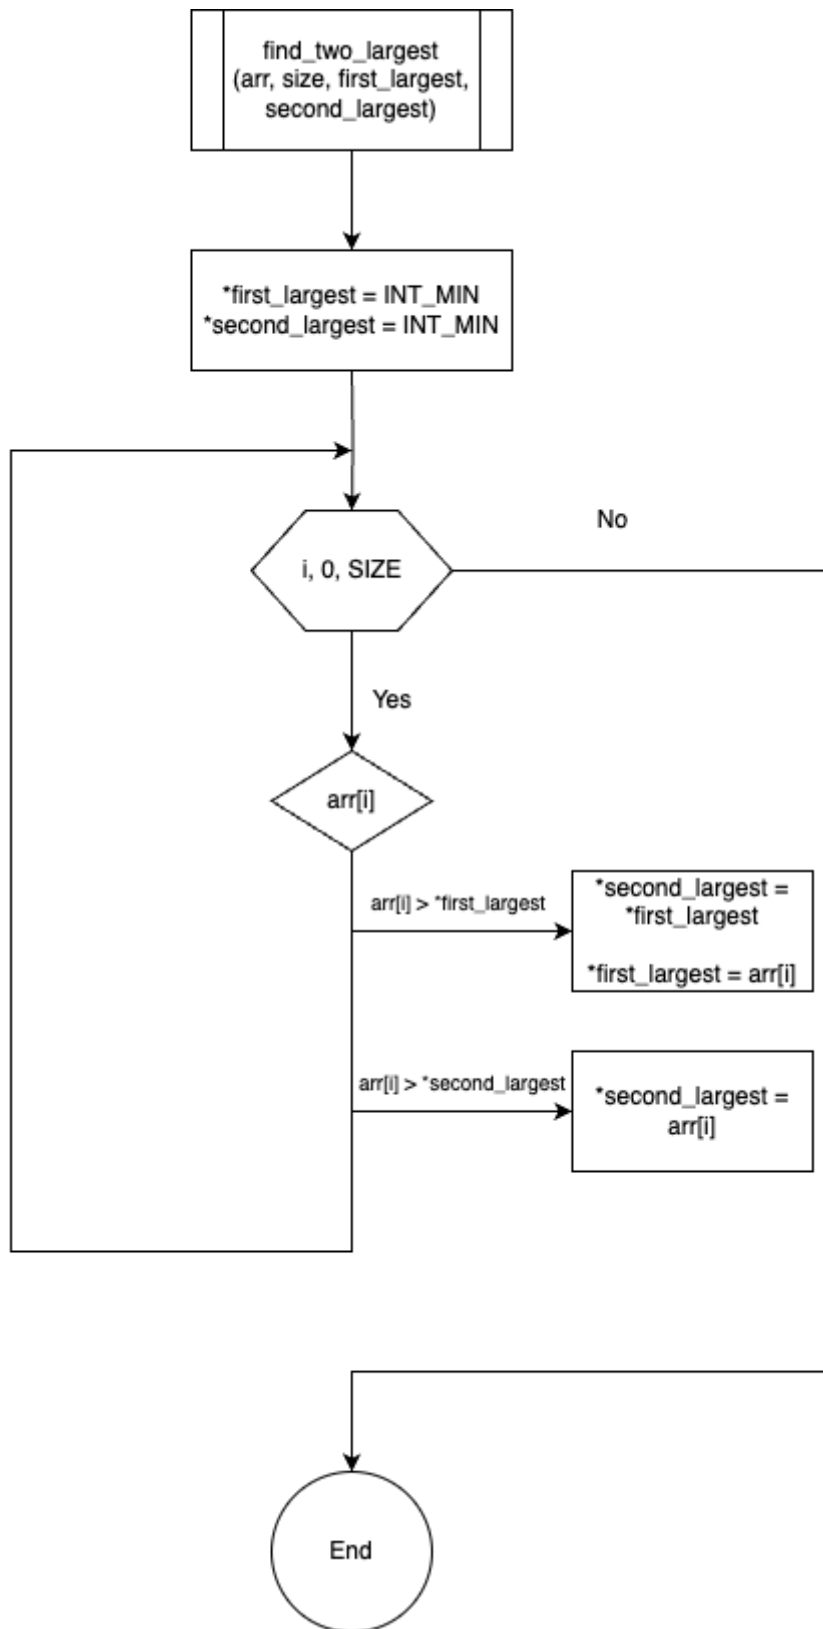 find_two_largest
(arr, size, first_largest,
second_largest)
*first_largest = INT_MIN
*second_largest = INT_MIN
No
i, 0, SIZE
Yes
arr[i]
arr[i] > *first_largest
*second_largest =
*first_largest
*first_largest = arr[i]
arr[i] > *second_largest
*second_largest =
arr[i]
End